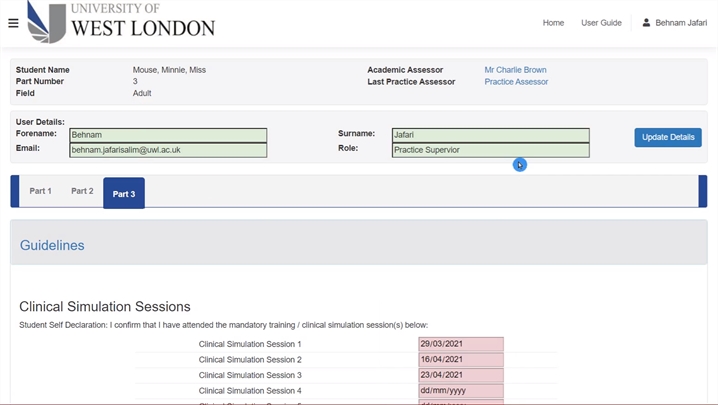 UNIVERSITY OF
WEST LONDON
Home User Guide Behnam Jafari
Student Name Mouse, Minnie, Miss Academic Assessor Mr Charlie Brown
Part Number 3 Last Practice Assessor Practice Assessor
Field Adult
User Details:
Forename: Behnam Surname: Jafari
Email: behnam.jafarisalim@uwl.ac.uk Role: Practice Supervior
Update Details
Part 1 Part 2 Part 3
Guidelines
Clinical Simulation Sessions
Student Self Declaration: I confirm that I have attended the mandatory training / clinical simulation session(s) below:
Clinical Simulation Session 1 29/03/2021
Clinical Simulation Session 2 16/04/2021
Clinical Simulation Session 3 23/04/2021
Clinical Simulation Session 4 dd/mm/yyyy